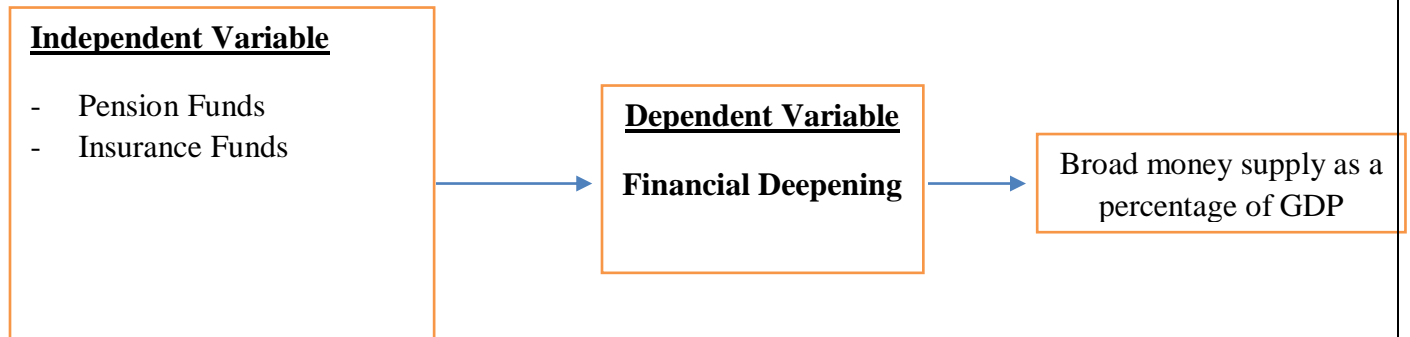 Independent Variable
- Pension Funds
- Insurance Funds
Dependent Variable
Financial Deepening
Broad money supply as a
percentage of GDP